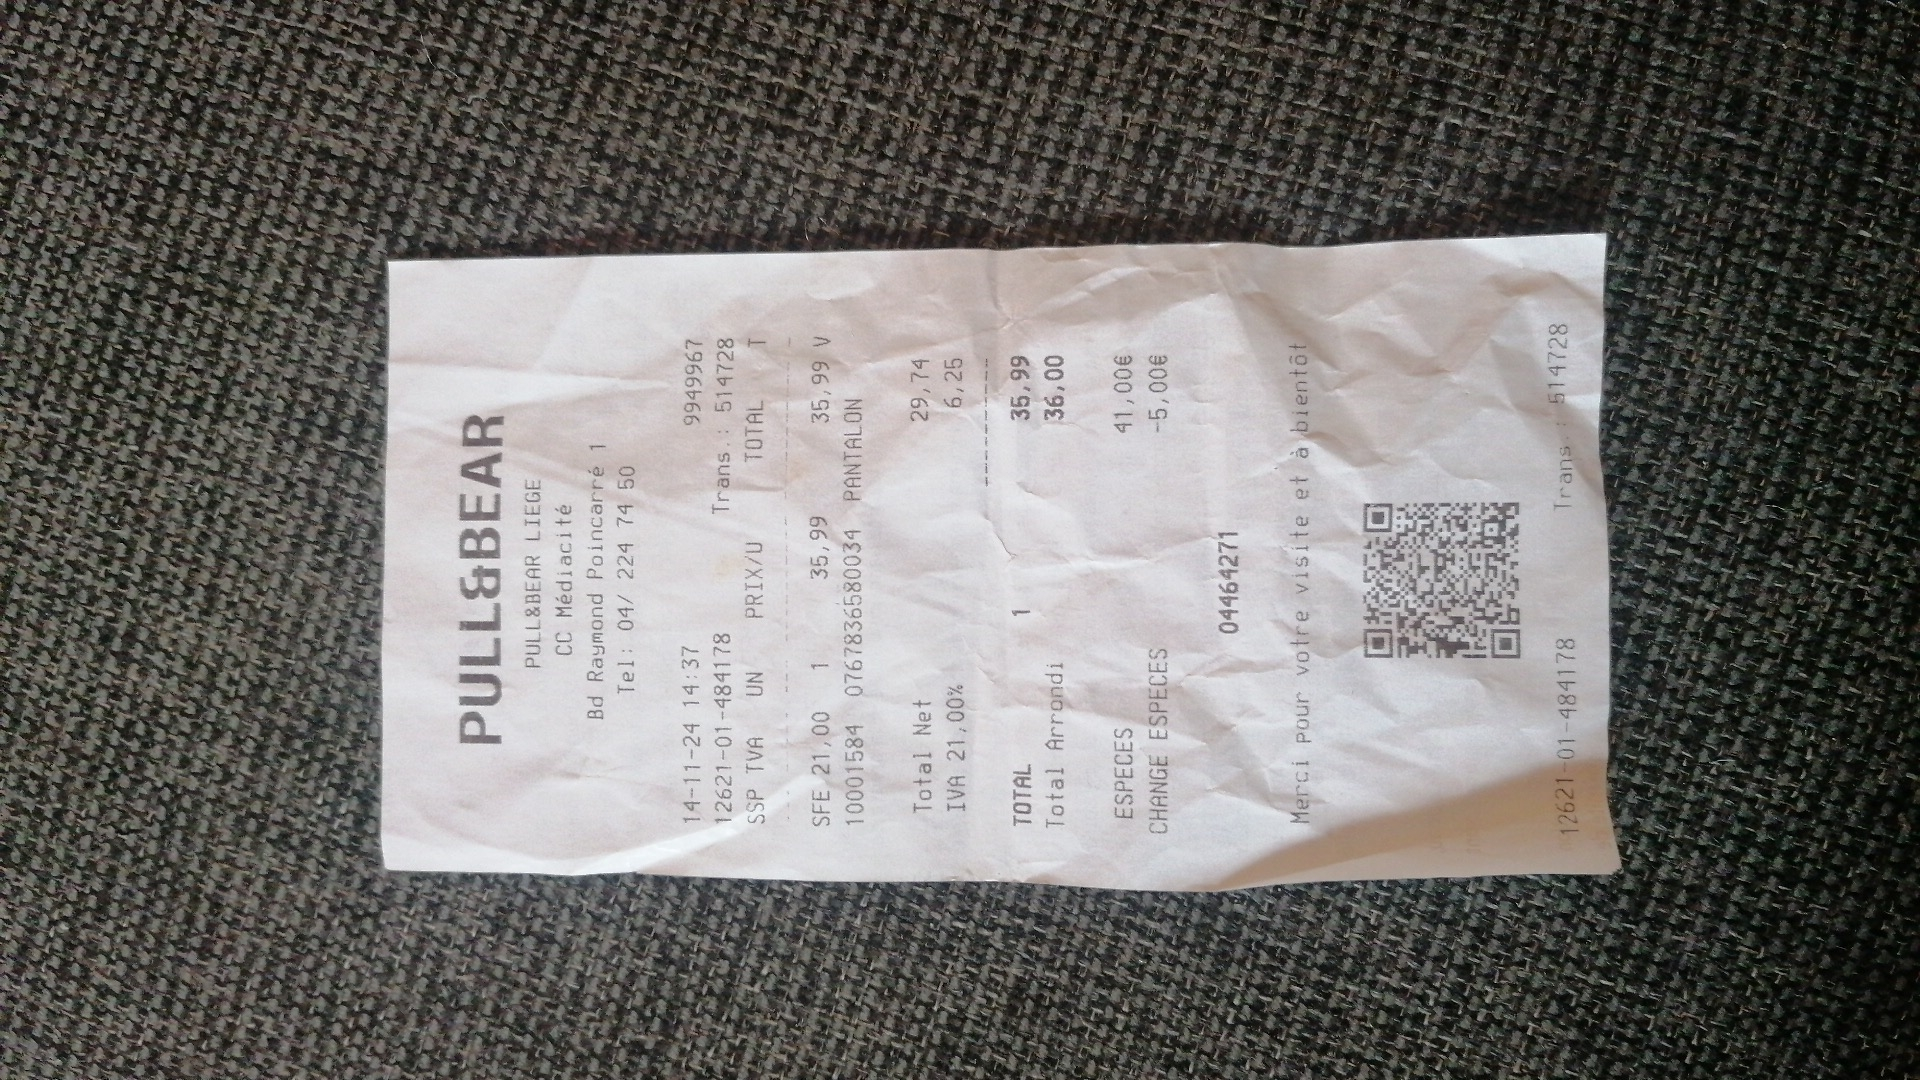 PULL&BEAR
PULL&BEAR LIEGE
CC Médiacité
Bd Raymond Poincarré 1
Tel: 04/ 224 74 50
14-11-24 14:37 9949967
12621-01-484178 Trans.: 514728
SSP TVA UN PRIX/U TOTAL T
SFE 21,00 1 35,99 35,99 V
10001584 0767836580034 PANTALON
Total Net 29,74
IVA 21,00% 6,25
TOTAL 1 35,99
Total Arrondi 36,00
ESPECES 41,00€
CHANGE ESPECES -5,00€
04464271
Merci pour votre visite et à bientôt
12621-01-484178 Trans.: 514728